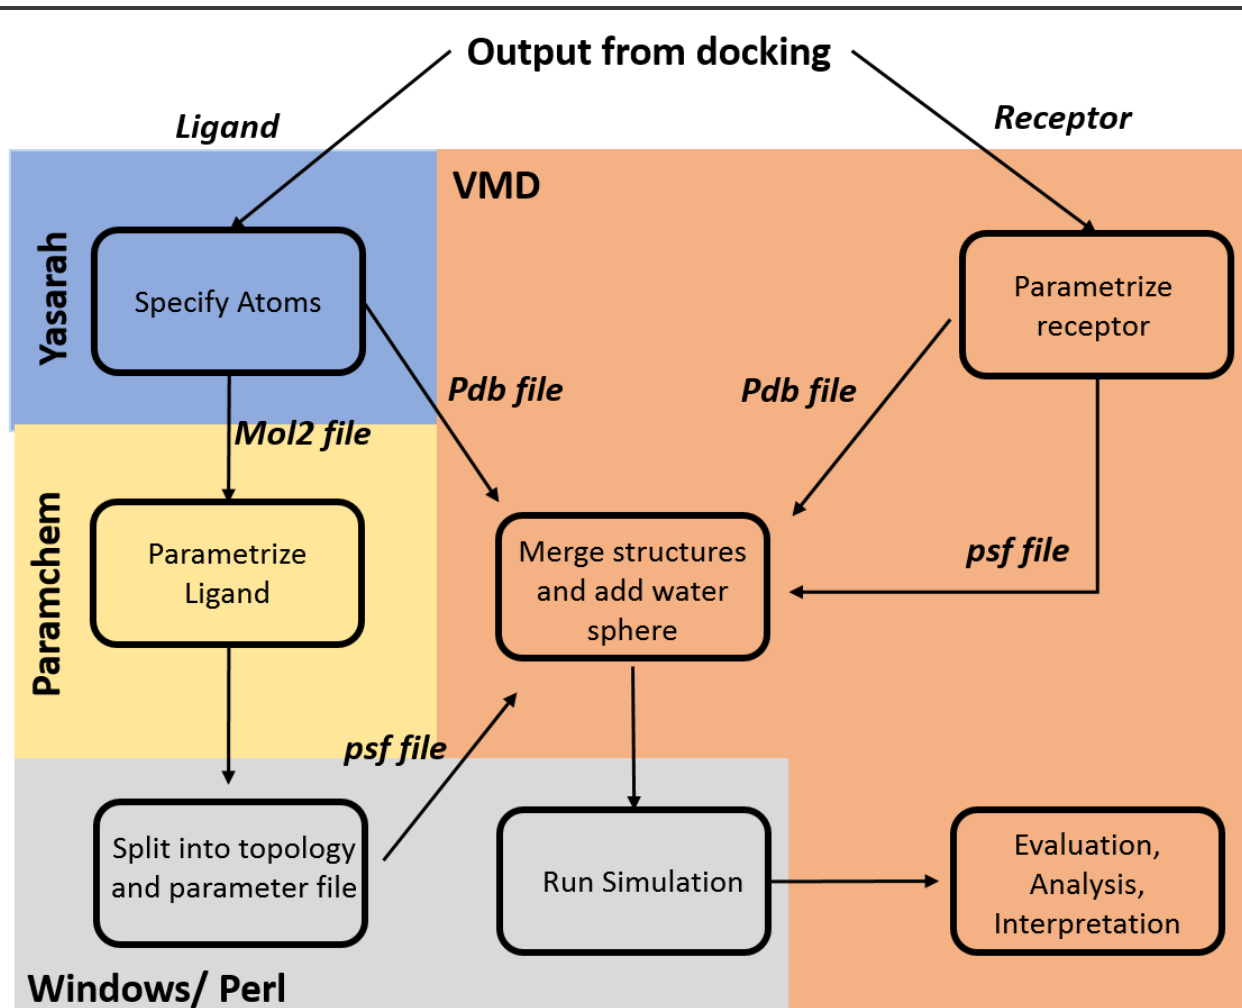 Output from docking
Ligand
Receptor
VMD
Yasarah
Specify Atoms
Parametrize
receptor
Pdb file
Pdb file
Mol2 file
Paramchem
Parametrize
Ligand
Merge structures
and add water
sphere
psf file
psf file
Split into topology
and parameter file
Run Simulation
Evaluation,
Analysis,
Interpretation
Windows/ Perl